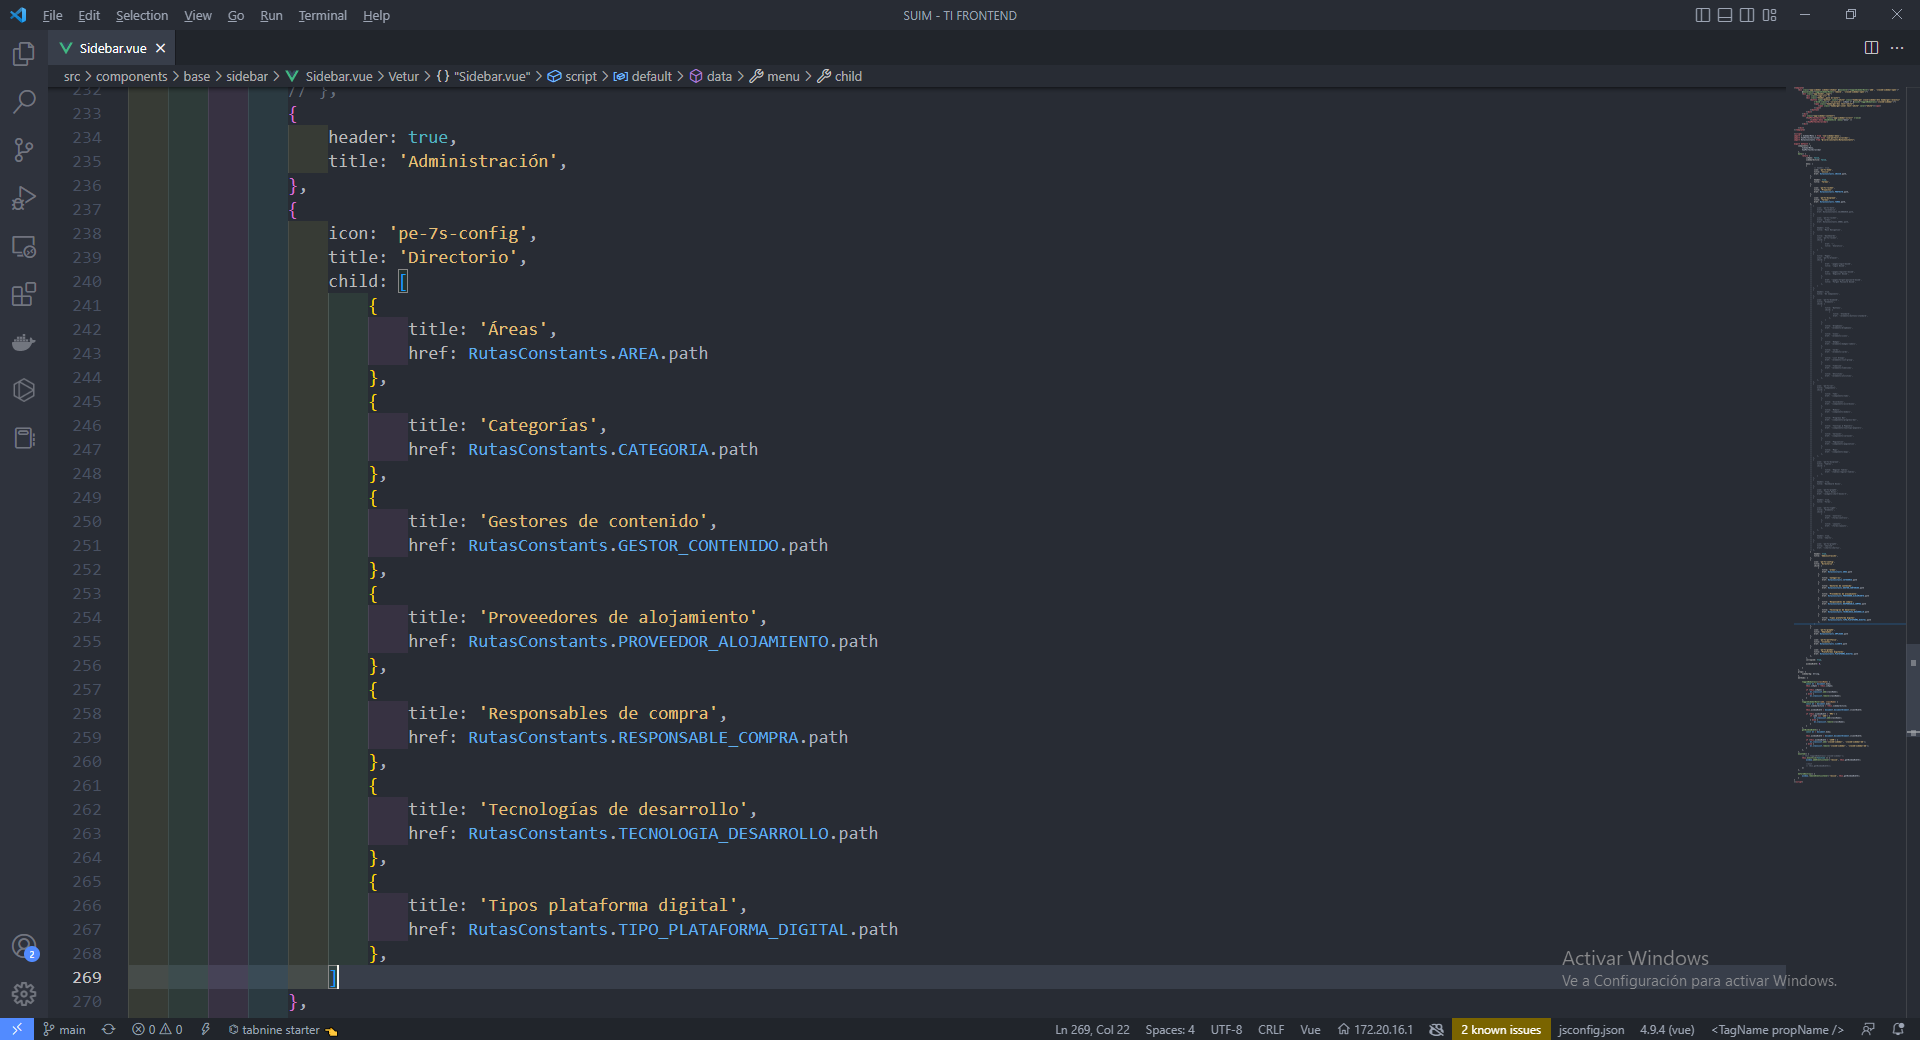 File Edit Selection View Go Run Terminal Help
SUIM - TI FRONTEND
Sidebar.vue
src > components > base > sidebar > Sidebar.vue > Vetur > {} "Sidebar.vue" > script > default > data > menu > child
232 // },
233 {
234 header: true,
235 title: 'Administración',
236 },
237 {
238 icon: 'pe-7s-config',
239 title: 'Directorio',
240 child: [
241 {
242 title: 'Áreas',
243 href: RutasConstants.AREA.path
244 },
245 {
246 title: 'Categorías',
247 href: RutasConstants.CATEGORIA.path
248 },
249 {
250 title: 'Gestores de contenido',
251 href: RutasConstants.GESTOR_CONTENIDO.path
252 },
253 {
254 title: 'Proveedores de alojamiento',
255 href: RutasConstants.PROVEEDOR_ALOJAMIENTO.path
256 },
257 {
258 title: 'Responsables de compra',
259 href: RutasConstants.RESPONSABLE_COMPRA.path
260 },
261 {
262 title: 'Tecnologías de desarrollo',
263 href: RutasConstants.TECNOLOGIA_DESARROLLO.path
264 },
265 {
266 title: 'Tipos plataforma digital',
267 href: RutasConstants.TIPO_PLATAFORMA_DIGITAL.path
268 },
269 ]
270 },
Activar Windows
Ve a Configuración para activar Windows.
2
main 0 0 tabnine starter Ln 269, Col 22 Spaces: 4 UTF-8 CRLF Vue 172.20.16.1 2 known issues jsconfig.json 4.9.4 (vue) <TagName propName />